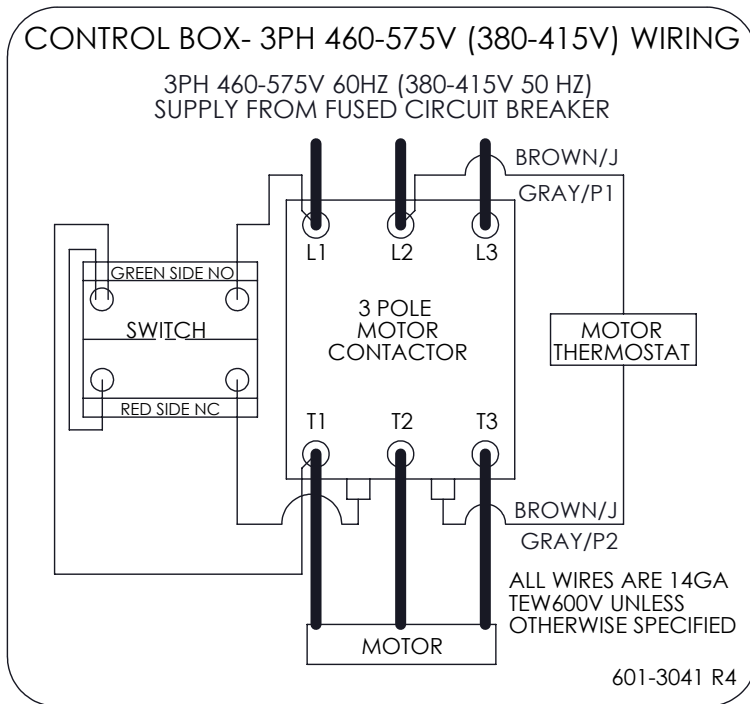 CONTROL BOX- 3PH 460-575V (380-415V) WIRING
3PH 460-575V 60HZ (380-415V 50 HZ)
SUPPLY FROM FUSED CIRCUIT BREAKER
BROWN/J
GRAY/P1
L1 L2 L3
GREEN SIDE NO
SWITCH
RED SIDE NC
3 POLE
MOTOR
CONTACTOR
MOTOR
THERMOSTAT
T1 T2 T3
BROWN/J
GRAY/P2
ALL WIRES ARE 14GA
TEW600V UNLESS
OTHERWISE SPECIFIED
MOTOR
601-3041 R4